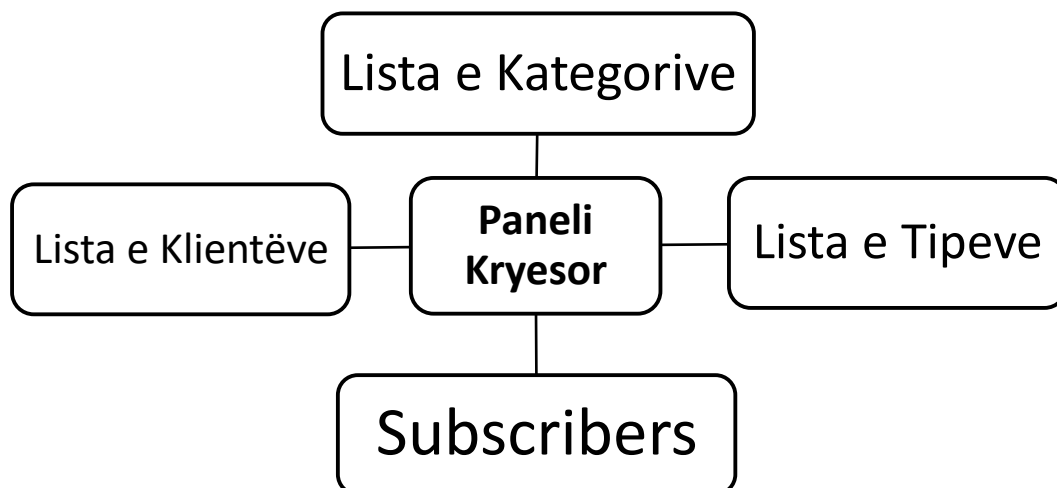 Lista e Kategorive
Lista e Klientëve
Paneli
Kryesor
Lista e Tipeve
Subscribers